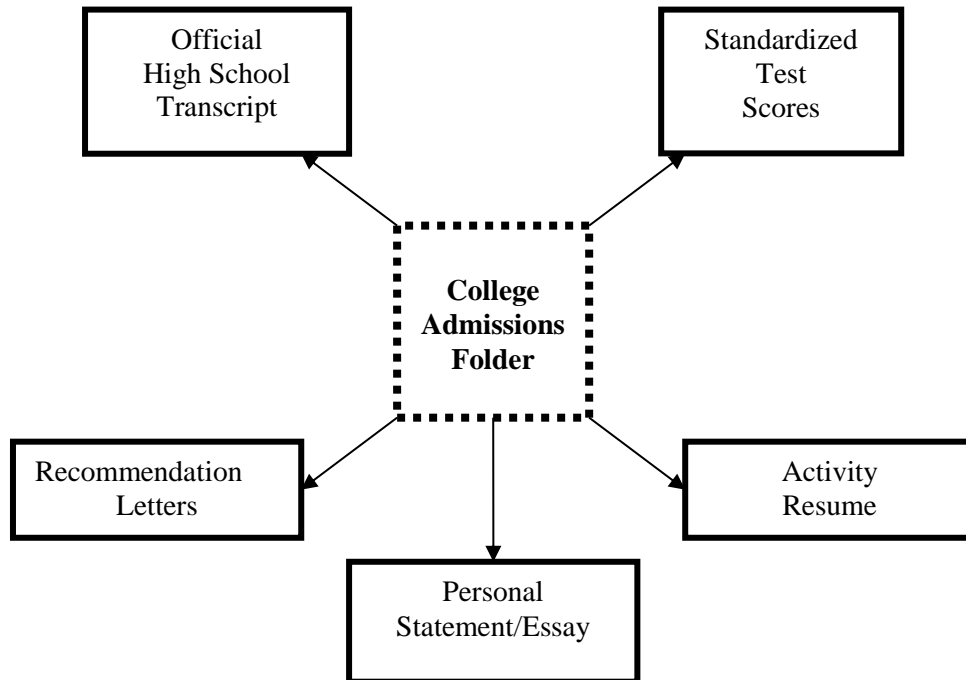 Official
High School
Transcript
Standardized
Test
Scores
College
Admissions
Folder
Recommendation
Letters
Activity
Resume
Personal
Statement/Essay